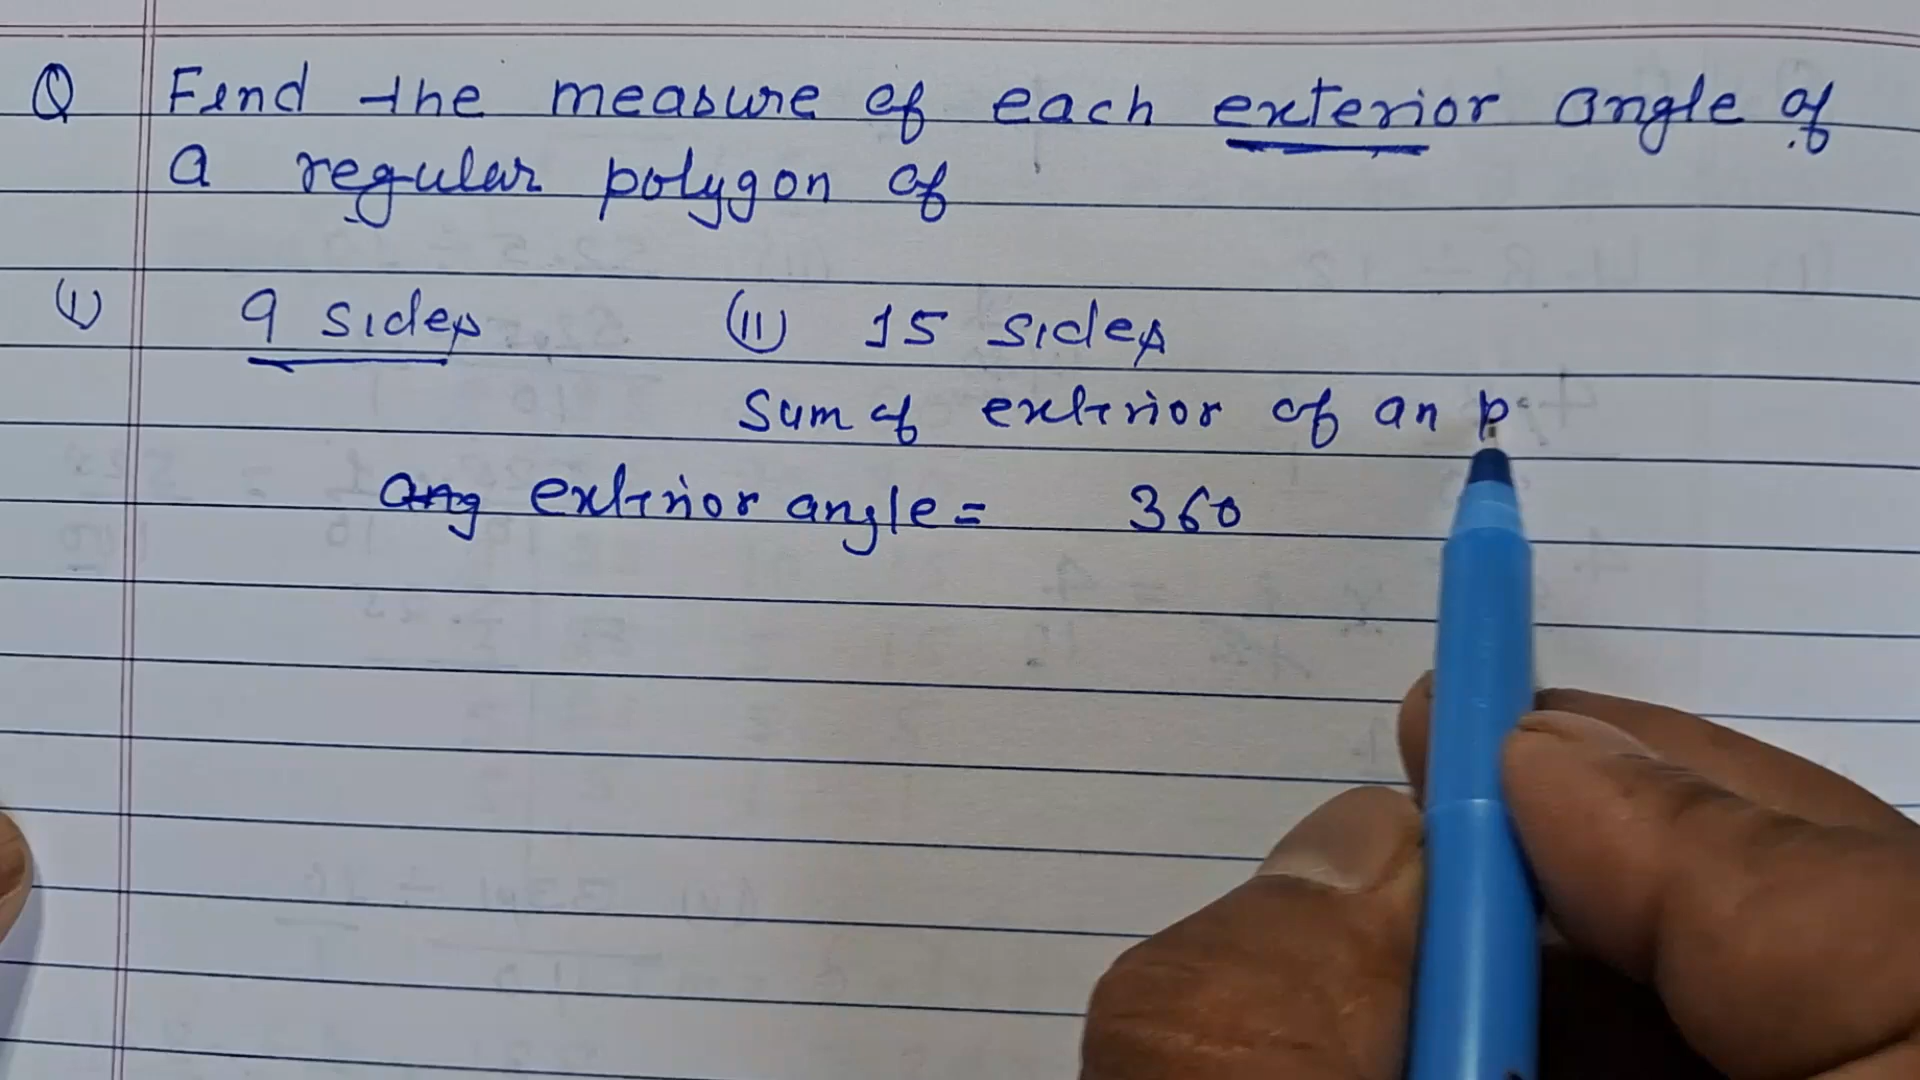 Q Find the measure of each exterior angle of
a regular polygon of
(i) 9 sides (ii) 15 sides
Sum of exterior of an p
ang exterior angle = 360